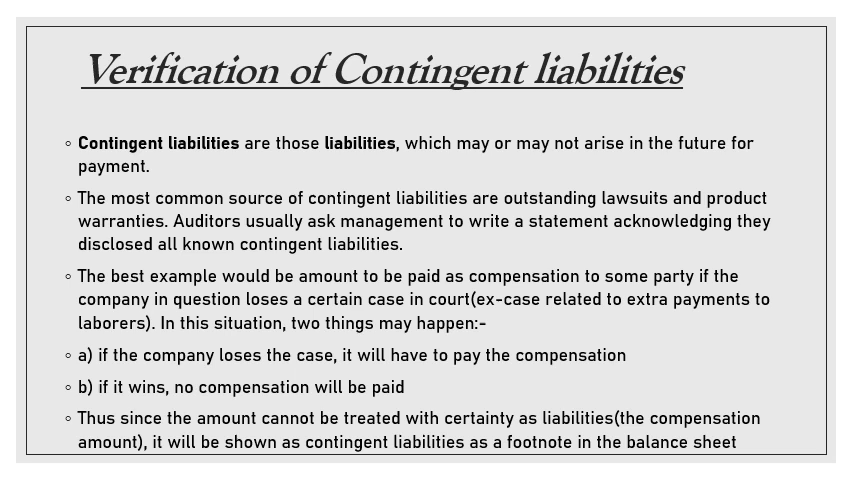 Verification of Contingent liabilities
◦ Contingent liabilities are those liabilities, which may or may not arise in the future for
payment.
◦ The most common source of contingent liabilities are outstanding lawsuits and product
warranties. Auditors usually ask management to write a statement acknowledging they
disclosed all known contingent liabilities.
◦ The best example would be amount to be paid as compensation to some party if the
company in question loses a certain case in court(ex-case related to extra payments to
laborers). In this situation, two things may happen:-
◦ a) if the company loses the case, it will have to pay the compensation
◦ b) if it wins, no compensation will be paid
◦ Thus since the amount cannot be treated with certainty as liabilities(the compensation
amount), it will be shown as contingent liabilities as a footnote in the balance sheet